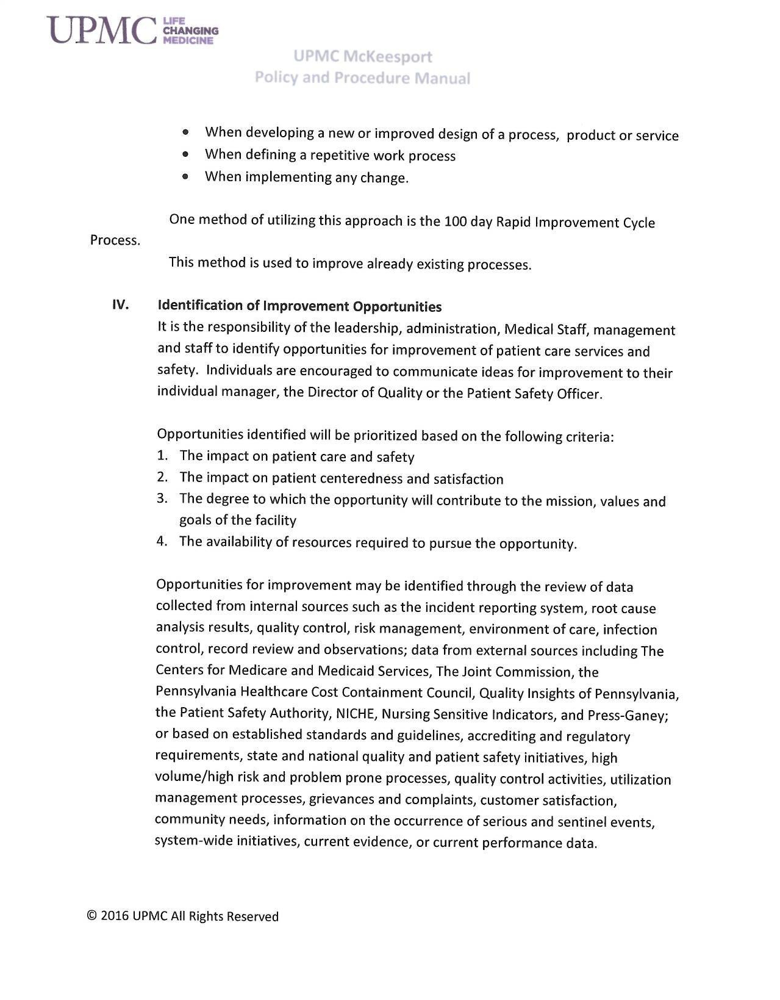 UPMC LIFE
CHANGING
MEDICINE
UPMC McKeesport
Policy and Procedure Manual
• When developing a new or improved design of a process,  product or service
• When defining a repetitive work process
• When implementing any change.
One method of utilizing this approach is the 100 day Rapid Improvement Cycle
Process.
This method is used to improve already existing processes.
IV. Identification of Improvement Opportunities
It is the responsibility of the leadership, administration, Medical Staff, management
and staff to identify opportunities for improvement of patient care services and
safety.  Individuals are encouraged to communicate ideas for improvement to their
individual manager, the Director of Quality or the Patient Safety Officer.
Opportunities identified will be prioritized based on the following criteria:
1. The impact on patient care and safety
2. The impact on patient centeredness and satisfaction
3. The degree to which the opportunity will contribute to the mission, values and
goals of the facility
4. The availability of resources required to pursue the opportunity.
Opportunities for improvement may be identified through the review of data
collected from internal sources such as the incident reporting system, root cause
analysis results, quality control, risk management, environment of care, infection
control, record review and observations; data from external sources including The
Centers for Medicare and Medicaid Services, The Joint Commission, the
Pennsylvania Healthcare Cost Containment Council, Quality Insights of Pennsylvania,
the Patient Safety Authority, NICHE, Nursing Sensitive Indicators, and Press-Ganey;
or based on established standards and guidelines, accrediting and regulatory
requirements, state and national quality and patient safety initiatives, high
volume/high risk and problem prone processes, quality control activities, utilization
management processes, grievances and complaints, customer satisfaction,
community needs, information on the occurrence of serious and sentinel events,
system-wide initiatives, current evidence, or current performance data.
© 2016 UPMC All Rights Reserved